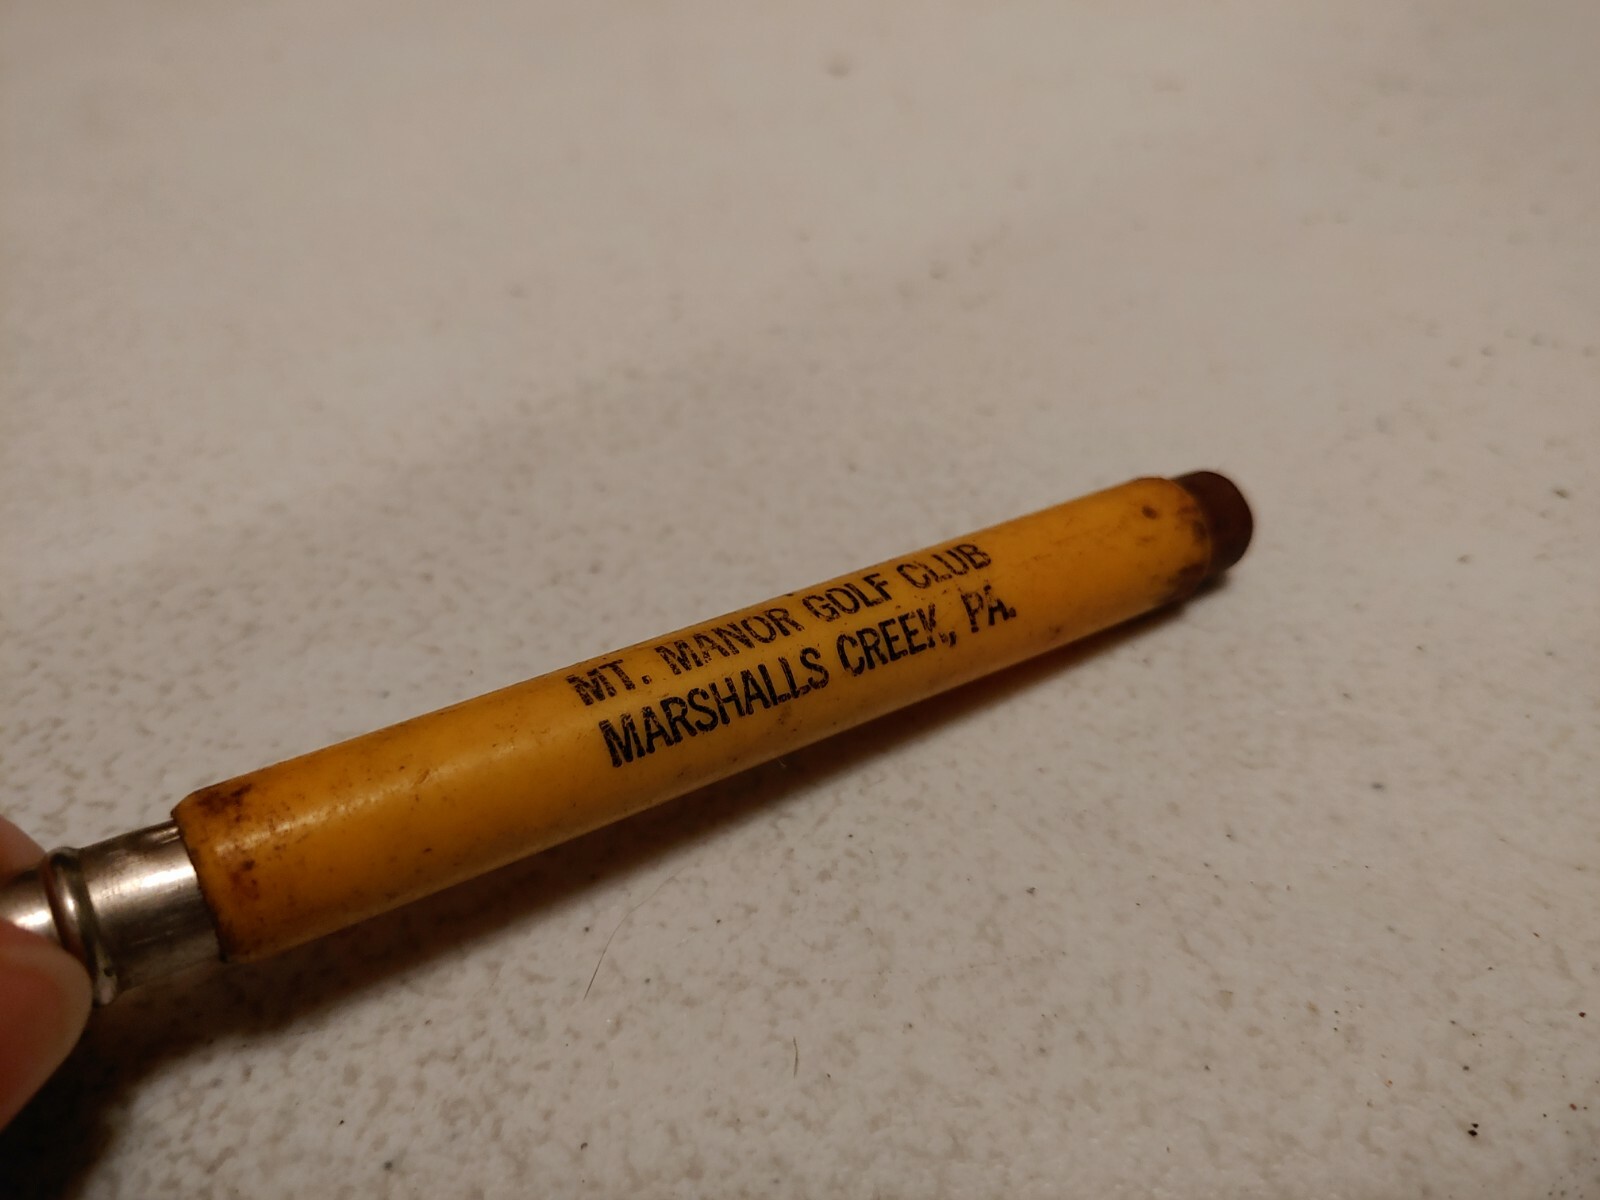 MT. MANOR GOLF CLUB
MARSHALLS CREEK, PA.